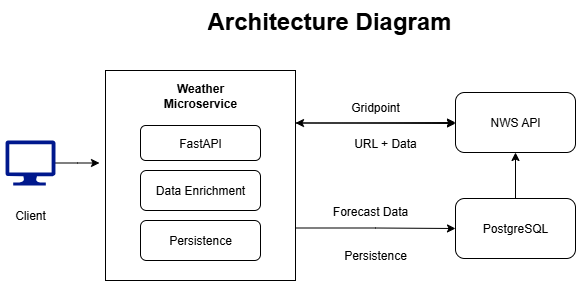 Architecture Diagram
Weather
Microservice
FastAPI
Data Enrichment
Persistence
Client
Gridpoint
URL + Data
NWS API
Forecast Data
Persistence
PostgreSQL